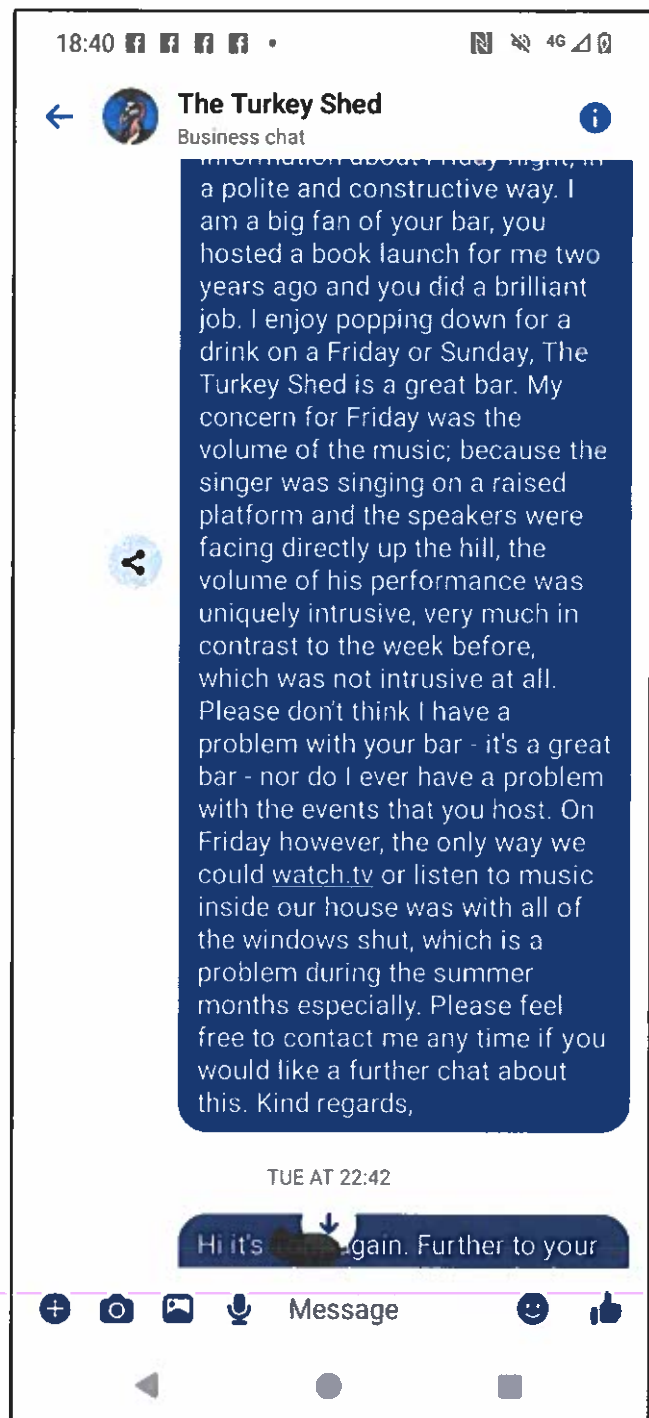 18:40
4G
The Turkey Shed
Business chat
information about Friday night, in
a polite and constructive way. I
am a big fan of your bar, you
hosted a book launch for me two
years ago and you did a brilliant
job. I enjoy popping down for a
drink on a Friday or Sunday, The
Turkey Shed is a great bar. My
concern for Friday was the
volume of the music; because the
singer was singing on a raised
platform and the speakers were
facing directly up the hill, the
volume of his performance was
uniquely intrusive, very much in
contrast to the week before,
which was not intrusive at all.
Please don't think I have a
problem with your bar - it's a great
bar - nor do I ever have a problem
with the events that you host. On
Friday however, the only way we
could watch.tv or listen to music
inside our house was with all of
the windows shut, which is a
problem during the summer
months especially. Please feel
free to contact me any time if you
would like a further chat about
this. Kind regards,
TUE AT 22:42
Hi it's gain. Further to your
Message